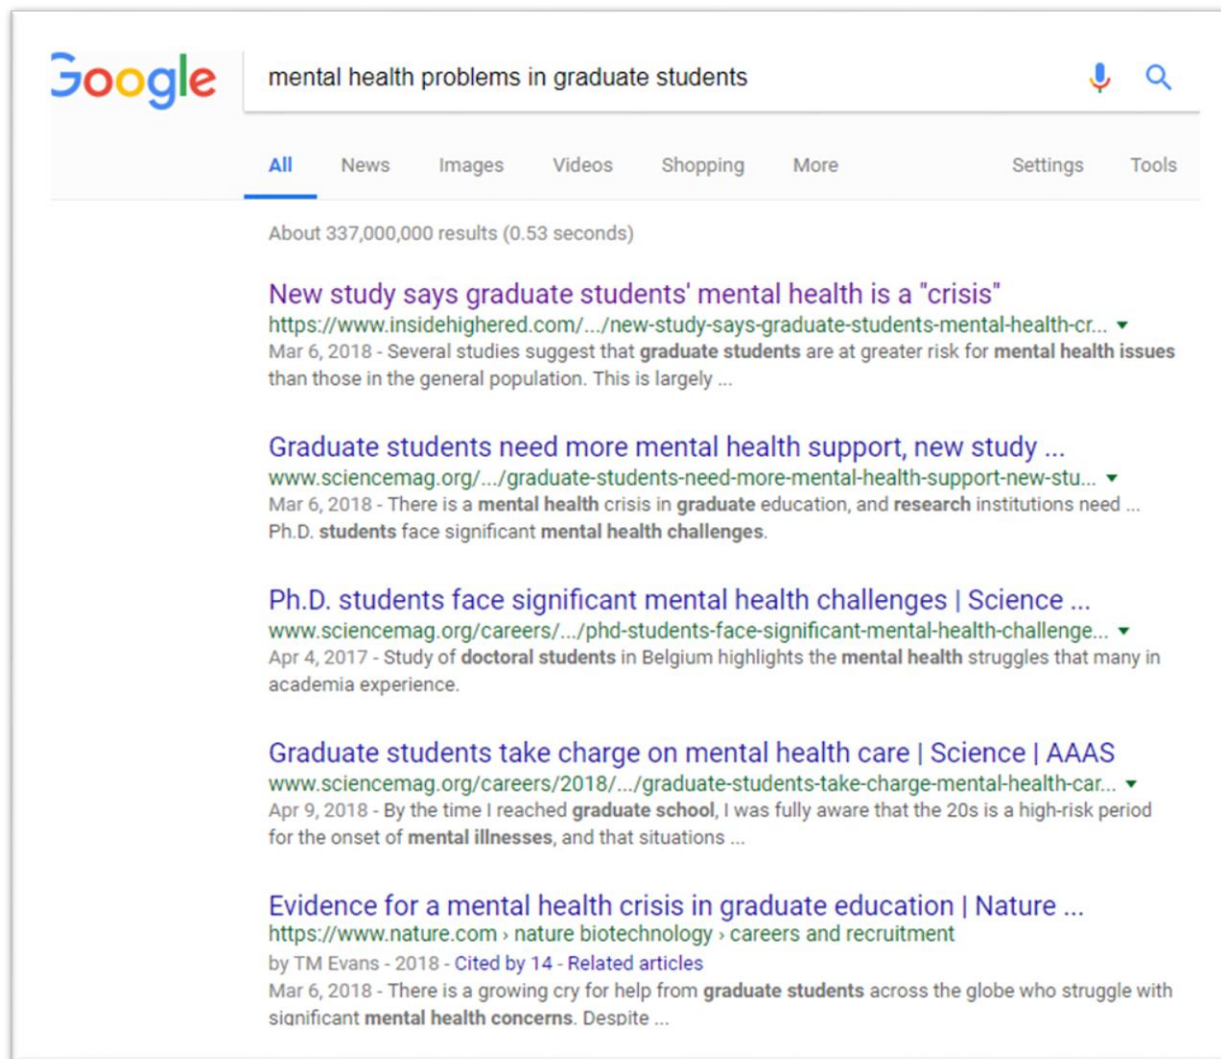 Google
mental health problems in graduate students
All News Images Videos Shopping More Settings Tools
About 337,000,000 results (0.53 seconds)
New study says graduate students' mental health is a "crisis"
https://www.insidehighered.com/.../new-study-says-graduate-students-mental-health-cr...
Mar 6, 2018 - Several studies suggest that graduate students are at greater risk for mental health issues
than those in the general population. This is largely ...
Graduate students need more mental health support, new study ...
www.sciencemag.org/.../graduate-students-need-more-mental-health-support-new-stu...
Mar 6, 2018 - There is a mental health crisis in graduate education, and research institutions need ...
Ph.D. students face significant mental health challenges.
Ph.D. students face significant mental health challenges | Science ...
www.sciencemag.org/careers/.../phd-students-face-significant-mental-health-challenge...
Apr 4, 2017 - Study of doctoral students in Belgium highlights the mental health struggles that many in
academia experience.
Graduate students take charge on mental health care | Science | AAAS
www.sciencemag.org/careers/2018/.../graduate-students-take-charge-mental-health-car...
Apr 9, 2018 - By the time I reached graduate school, I was fully aware that the 20s is a high-risk period
for the onset of mental illnesses, and that situations ...
Evidence for a mental health crisis in graduate education | Nature ...
https://www.nature.com › nature biotechnology › careers and recruitment
by TM Evans - 2018 - Cited by 14 - Related articles
Mar 6, 2018 - There is a growing cry for help from graduate students across the globe who struggle with
significant mental health concerns. Despite ...